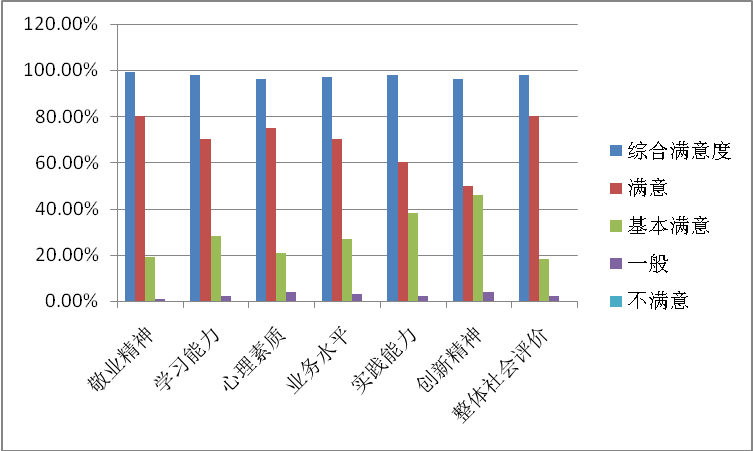 120.00%
100.00%
80.00%
60.00%
40.00%
20.00%
0.00%
敬业精神
学习能力
心理素质
业务水平
实践能力
创新精神
整体社会评价
综合满意度
满意
基本满意
一般
不满意